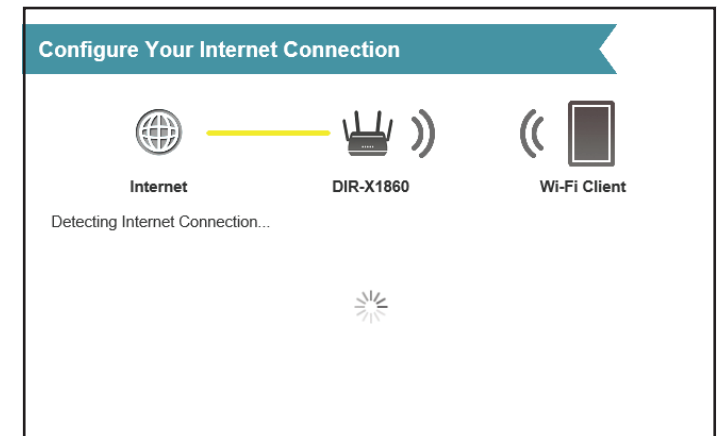 Configure Your Internet Connection
Internet DIR-X1860 Wi-Fi Client
Detecting Internet Connection...